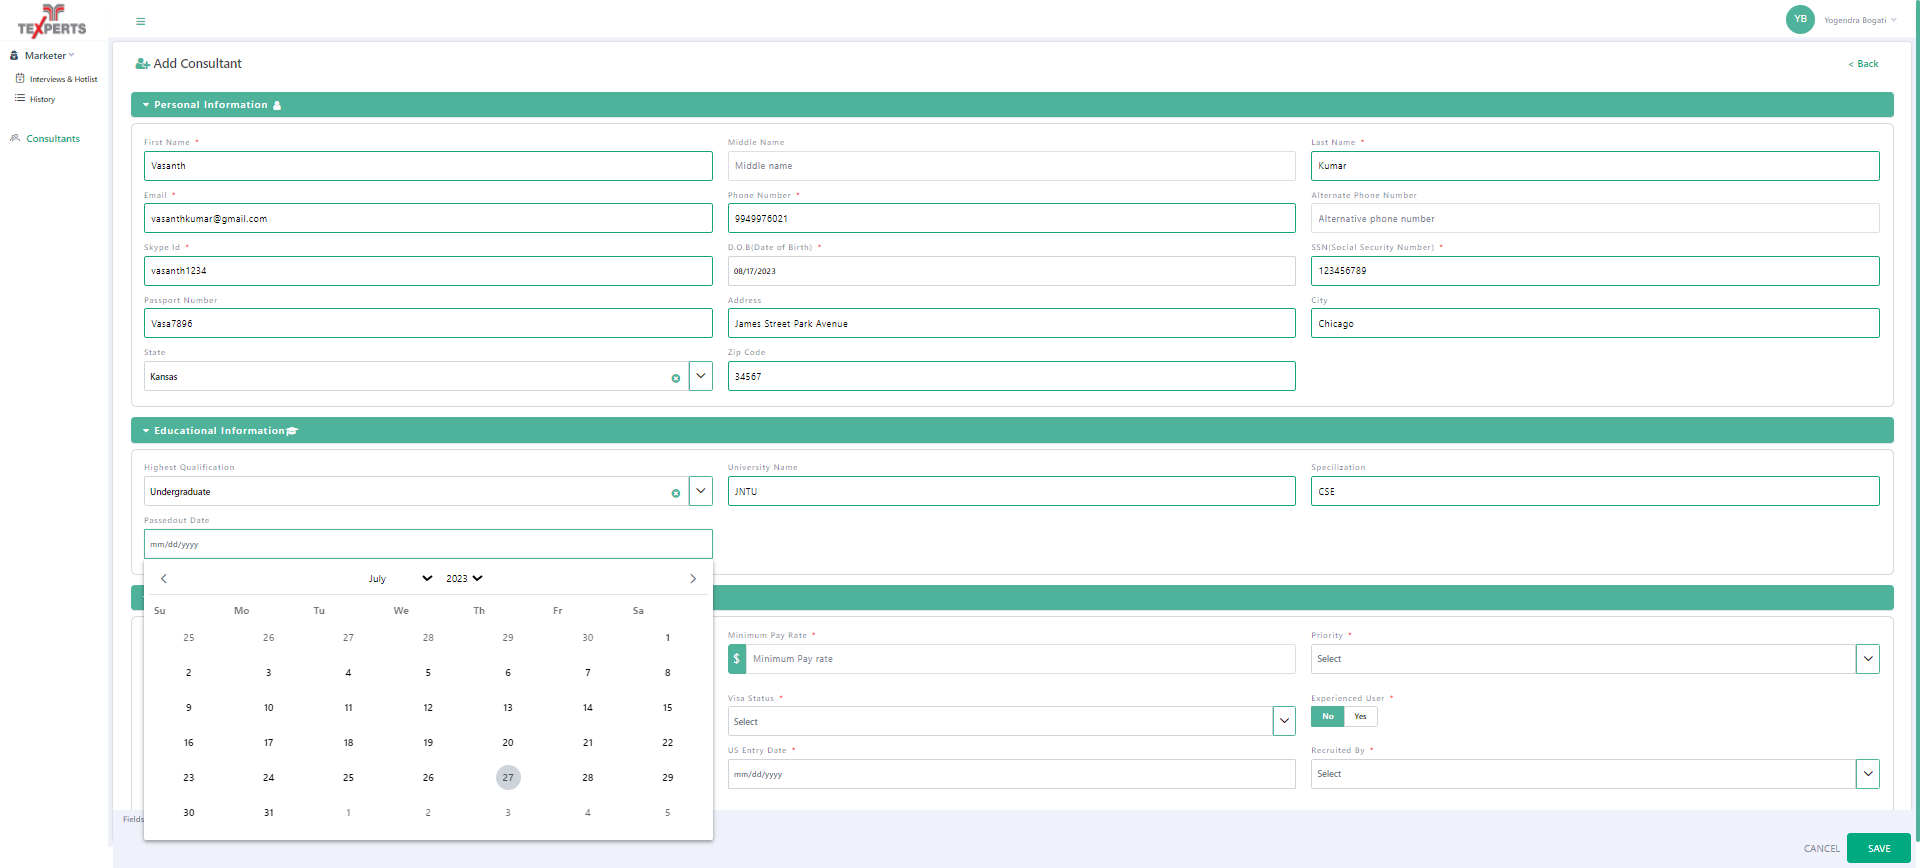 TEXPERTS
YB
Yogendra Bogati
Marketer
Interviews & Hotlist
History
Consultants
Add Consultant
< Back
Personal Information
First Name *
Middle Name
Last Name *
Vasanth
Middle name
Kumar
Email *
Phone Number *
Alternate Phone Number
vasanthkumar@gmail.com
9949976021
Alternative phone number
Skype Id *
D.O.B(Date of Birth) *
SSN(Social Security Number) *
vasanth1234
08/17/2023
123456789
Passport Number
Address
City
Vasa7896
James Street Park Avenue
Chicago
State
Zip Code
Kansas
34567
Educational Information
Highest Qualification
University Name
Specilization
Undergraduate
JNTU
CSE
Passedout Date
mm/dd/yyyy
July 2023
Su Mo Tu We Th Fr Sa
25 26 27 28 29 30 1
2 3 4 5 6 7 8
9 10 11 12 13 14 15
16 17 18 19 20 21 22
23 24 25 26 27 28 29
30 31 1 2 3 4 5
Minimum Pay Rate *
Priority *
$ Minimum Pay rate
Select
Visa Status *
Experienced User *
Select
No Yes
US Entry Date *
Recruited By *
mm/dd/yyyy
Select
Fields
CANCEL
SAVE